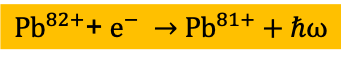 Pb⁸²⁺+ e⁻ → Pb⁸¹⁺ + ℏω